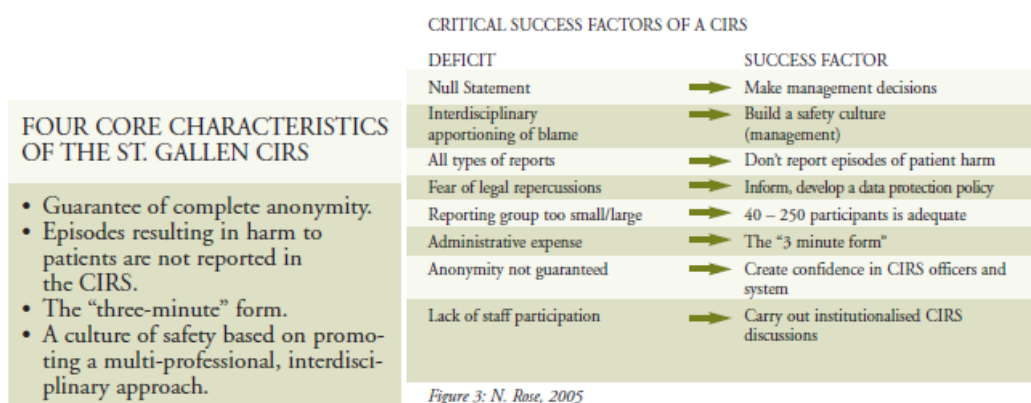 FOUR CORE CHARACTERISTICS
OF THE ST. GALLEN CIRS
• Guarantee of complete anonymity.
• Episodes resulting in harm to
patients are not reported in
the CIRS.
• The “three-minute” form.
• A culture of safety based on promo-
ting a multi-professional, interdisci-
plinary approach.
CRITICAL SUCCESS FACTORS OF A CIRS
DEFICIT SUCCESS FACTOR
Null Statement Make management decisions
Interdisciplinary Build a safety culture
apportioning of blame (management)
All types of reports Don’t report episodes of patient harm
Fear of legal repercussions Inform, develop a data protection policy
Reporting group too small/large 40 – 250 participants is adequate
Administrative expense The “3 minute form”
Anonymity not guaranteed Create confidence in CIRS officers and
system
Lack of staff participation Carry out institutionalised CIRS
discussions
Figure 3: N. Rose, 2005